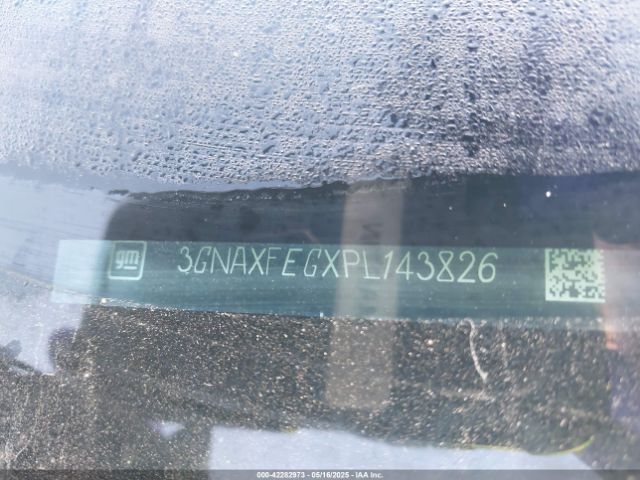 gm 3GNAXFEGXPL143826
000-42282973 - 05/16/2025 - IAA Inc.